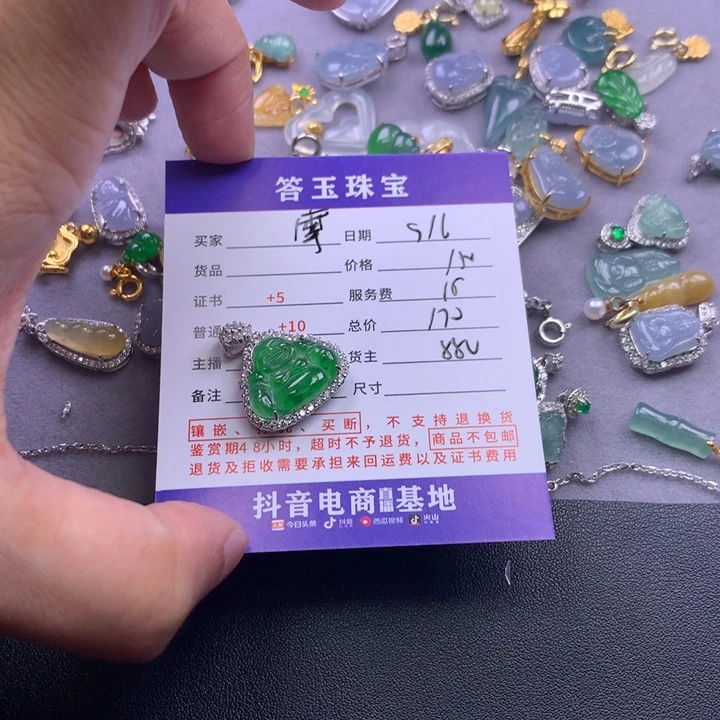 答玉珠宝
买家 日期 9/6
货品 价格
证书 +5 服务费
普通 +10 总价
主播 货主 882
备注 尺寸
镶嵌、 、买断，不支持退换货
鉴赏期48小时，超时不予退货，商品不包邮
退货及拒收需要承担来回运费以及证书费用
抖音电商直播基地
今日头条 抖音 西瓜视频 火山